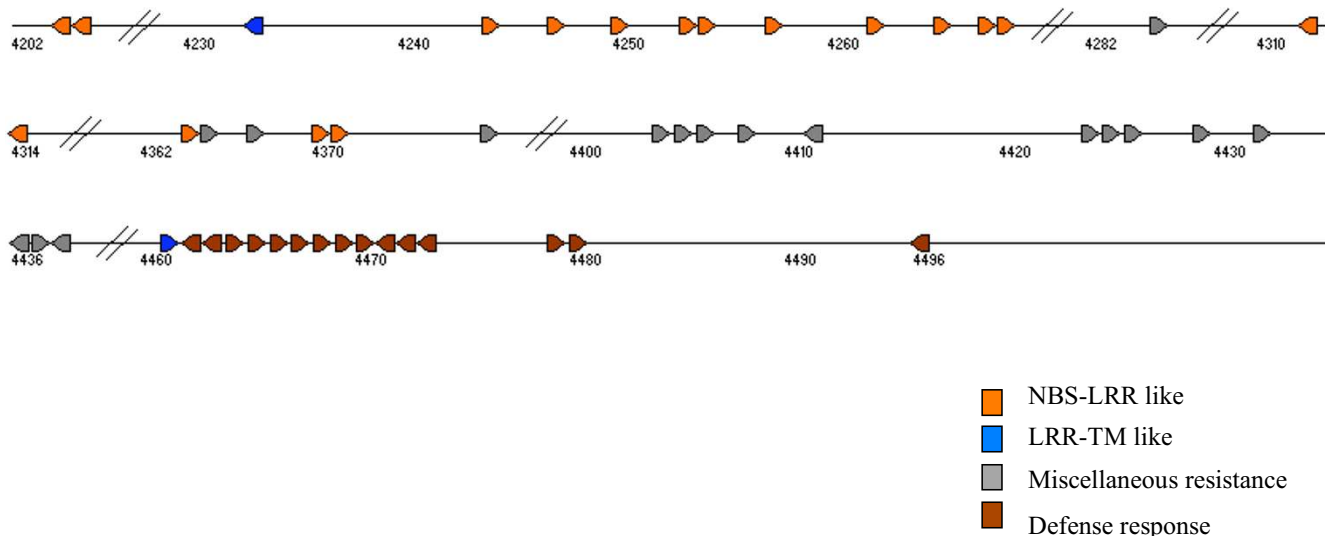 4202 4230 4240 4250 4260 4282 4310
4314 4362 4370 4400 4410 4420 4430
4436 4460 4470 4480 4490 4496
NBS-LRR like
LRR-TM like
Miscellaneous resistance
Defense response